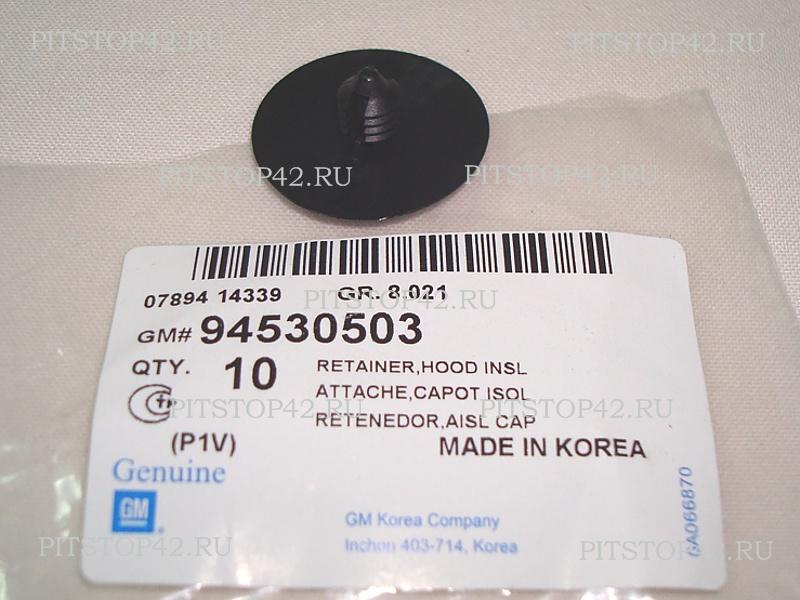 PITSTOP42.RU PITSTOP42.RU
PITSTOP42.RU PITSTOP42.RU
07894 14339 GR. 8.021
PITSTOP42.RU
GM# 94530503
QTY. 10 RETAINER,HOOD INSL
ATTACHE,CAPOT ISOL
PITSTOP42.RU PITSTOP42.RU
RETENEDOR,AISL CAP
(P1V) MADE IN KOREA
Genuine
GM
GM Korea Company
Inchon 403-714, Korea
6A066870
PITSTOP42.RU PITSTOP42.RU